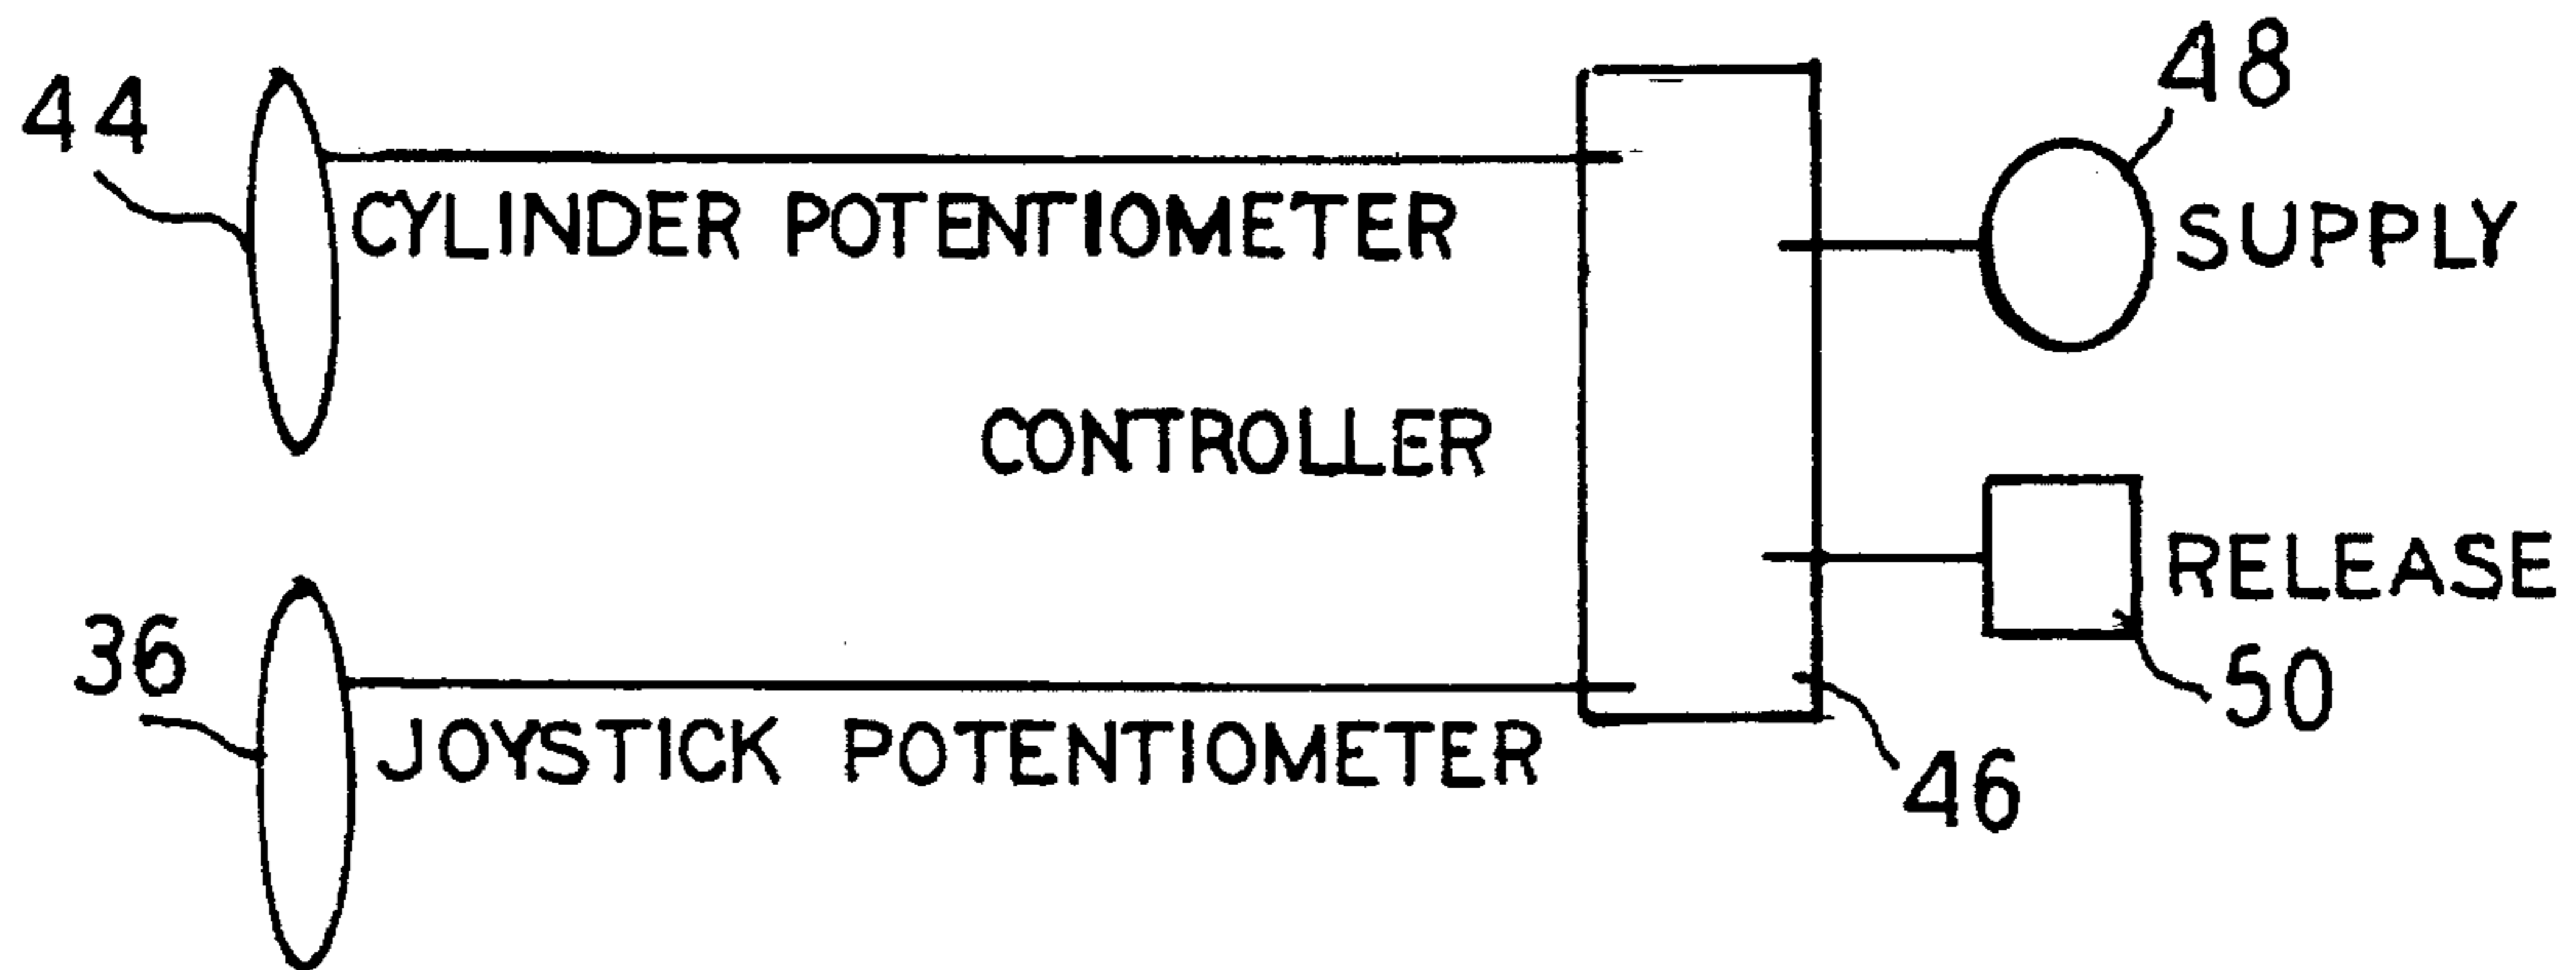 48
44
CYLINDER POTENTIOMETER
SUPPLY
CONTROLLER
RELEASE
36
50
JOYSTICK POTENTIOMETER
46